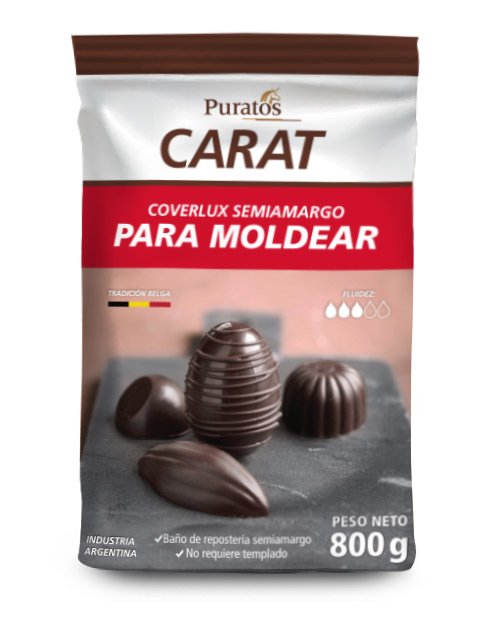 Puratos
CARAT
COVERLUX SEMIAMARGO
PARA MOLDEAR
TRADICIÓN BELGA
FLUIDEZ:
INDUSTRIA
ARGENTINA
✓Baño de repostería semiamargo
✓No requiere templado
PESO NETO
800 g